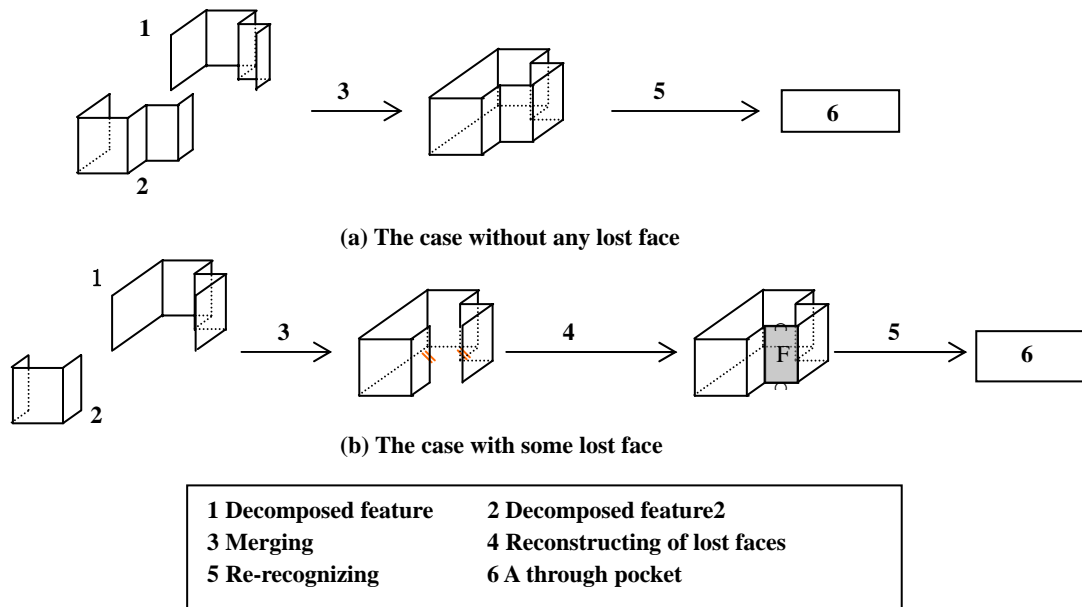 1
3
5
6
2
(a) The case without any lost face
1
3
4
F
5
6
2
(b) The case with some lost face
1 Decomposed feature 2 Decomposed feature2
3 Merging 4 Reconstructing of lost faces
5 Re-recognizing 6 A through pocket